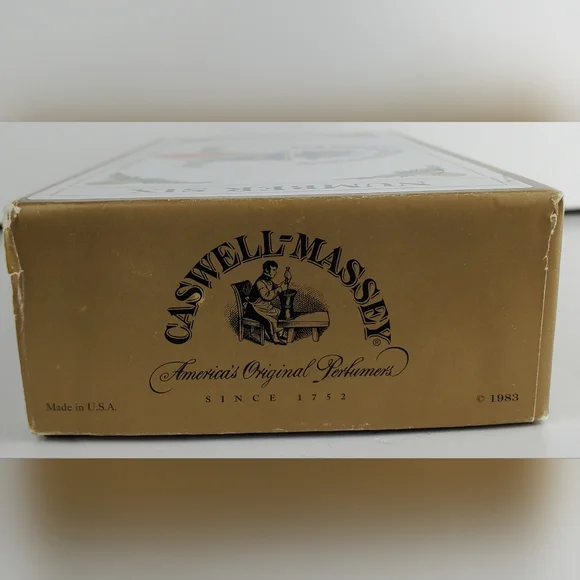 NUMBER SIX
CASWELL-MASSEY®
America's Original Perfumers
SINCE 1752
Made in U.S.A.
© 1983